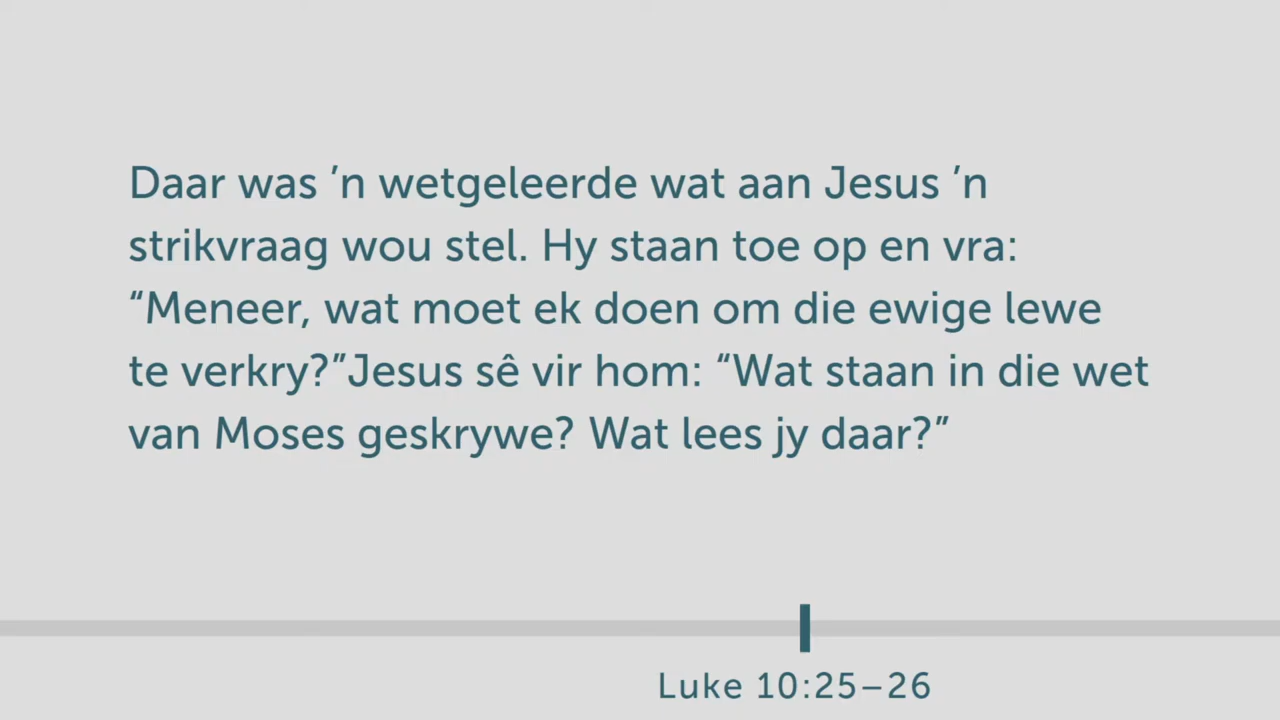 Daar was ’n wetgeleerde wat aan Jesus ’n
strikvraag wou stel. Hy staan toe op en vra:
“Meneer, wat moet ek doen om die ewige lewe
te verkry?”Jesus sê vir hom: “Wat staan in die wet
van Moses geskrywe? Wat lees jy daar?”
Luke 10:25–26